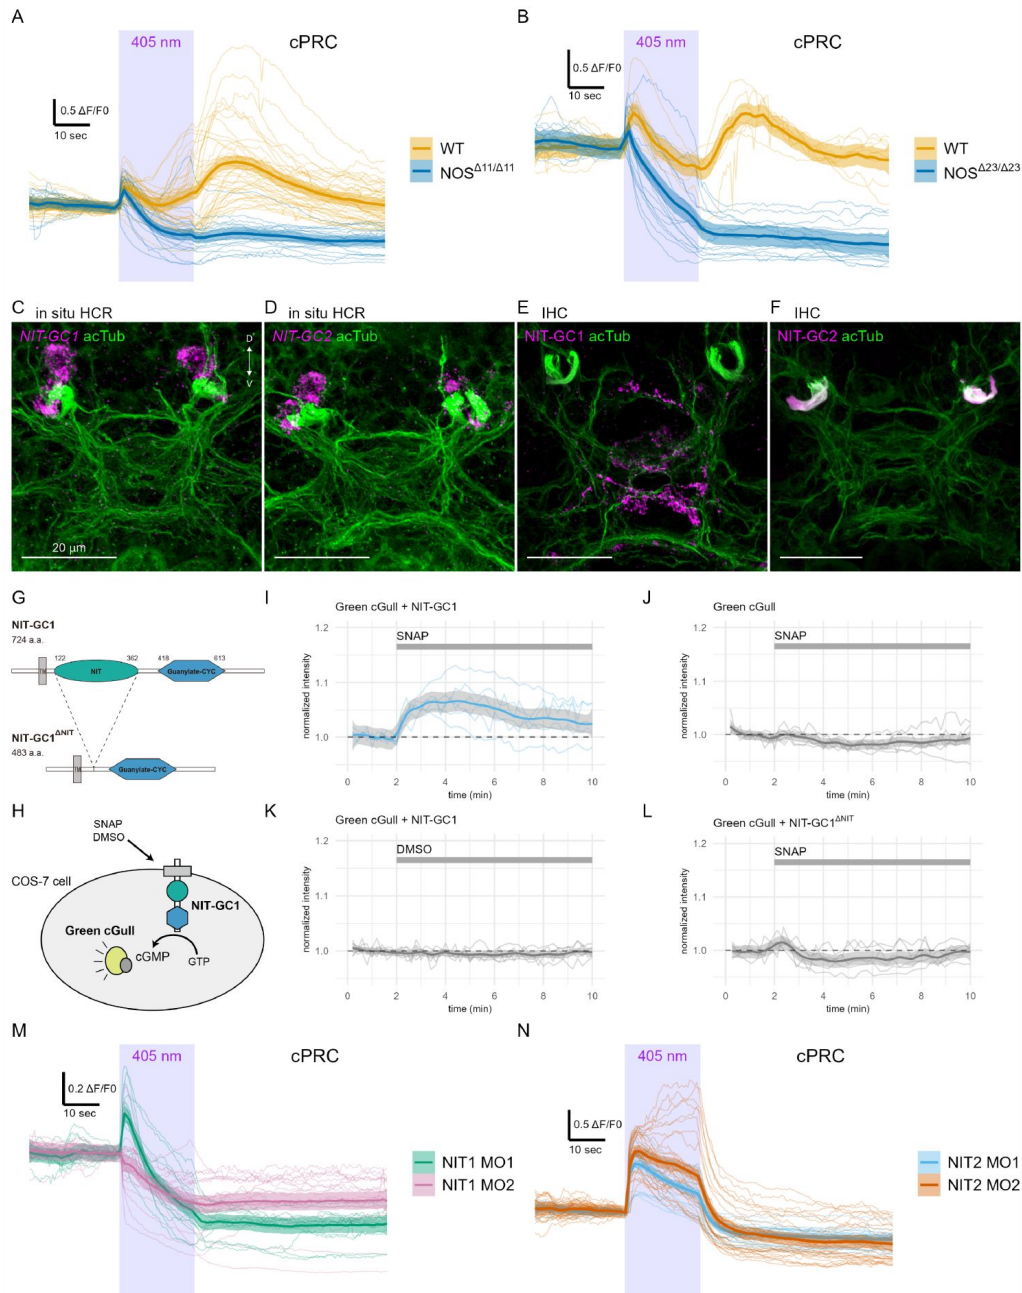 A
405 nm
cPRC
0.5 ΔF/F0
10 sec
WT
NOSΔ11/Δ11
B
405 nm
cPRC
0.5 ΔF/F0
10 sec
WT
NOSΔ23/Δ23
C in situ HCR
NIT-GC1 acTub
D
V
20 μm
D in situ HCR
NIT-GC2 acTub
E IHC
NIT-GC1 acTub
F IHC
NIT-GC2 acTub
G
NIT-GC1
724 a.a.
122 362 418 613
TM NIT Guanylate-CYC
NIT-GC1ΔNIT
483 a.a.
TM Guanylate-CYC
H
SNAP
DMSO
COS-7 cell
NIT-GC1
Green cGull
cGMP
GTP
I
Green cGull + NIT-GC1
SNAP
normalized intensity
1.2
1.1
1.0
0 2 4 6 8 10
time (min)
J
Green cGull
SNAP
normalized intensity
1.2
1.1
1.0
0 2 4 6 8 10
time (min)
K
Green cGull + NIT-GC1
DMSO
normalized intensity
1.2
1.1
1.0
0 2 4 6 8 10
time (min)
L
Green cGull + NIT-GC1ΔNIT
SNAP
normalized intensity
1.2
1.1
1.0
0 2 4 6 8 10
time (min)
M
405 nm
cPRC
0.2 ΔF/F0
10 sec
NIT1 MO1
NIT1 MO2
N
405 nm
cPRC
0.5 ΔF/F0
10 sec
NIT2 MO1
NIT2 MO2